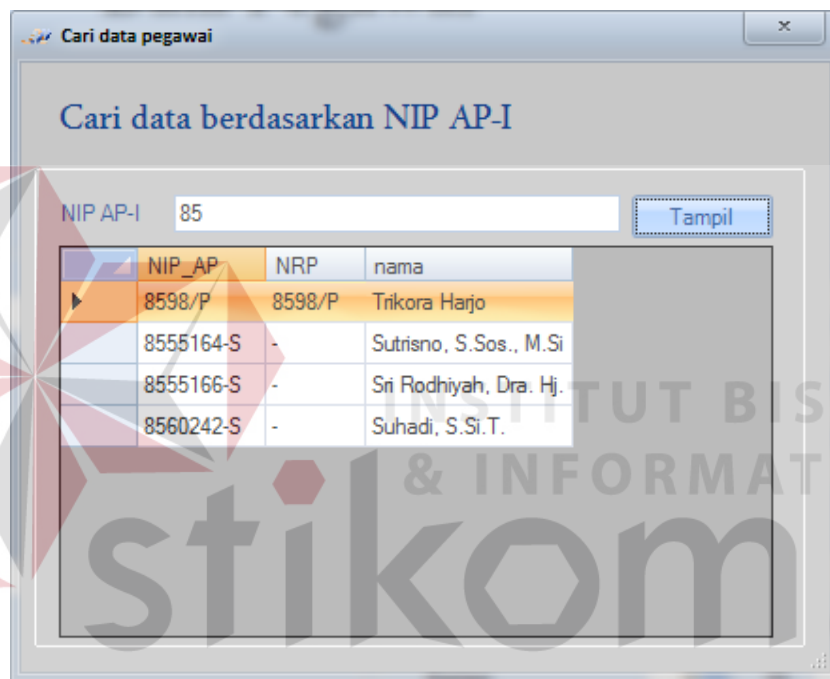 Cari data pegawai
Cari data berdasarkan NIP AP-I
NIP AP-I 85 Tampil
NIP_AP NRP nama
8598/P 8598/P Trikora Harjo
8555164-S - Sutrisno, S.Sos., M.Si
8555166-S - Sri Rodhiyah, Dra. Hj.
8560242-S - Suhadi, S.Si.T.
INSTITUT BIS
& INFORMAT
stikom